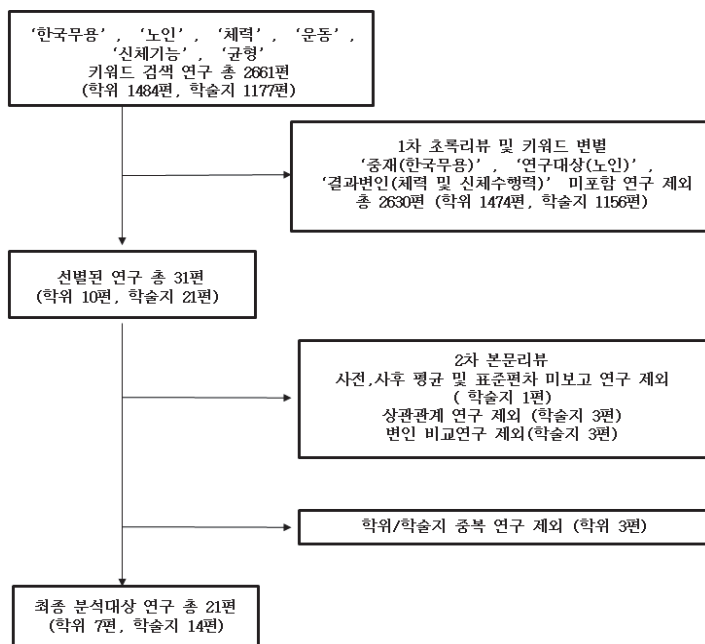 ‘한국무용’, ‘노인’, ‘체력’, ‘운동’,
‘신체기능’, ‘균형’
키워드 검색 연구 총 2661편
(학위 1484편, 학술지 1177편)
1차 초록리뷰 및 키워드 변별
‘중재(한국무용)’, ‘연구대상(노인)’,
‘결과변인(체력 및 신체수행력)’ 미포함 연구 제외
총 2630편 (학위 1474편, 학술지 1156편)
선별된 연구 총 31편
(학위 10편, 학술지 21편)
2차 본문리뷰
사전,사후 평균 및 표준편차 미보고 연구 제외
( 학술지 1편)
상관관계 연구 제외 (학술지 3편)
변인 비교연구 제외(학술지 3편)
학위/학술지 중복 연구 제외 (학위 3편)
최종 분석대상 연구 총 21편
(학위 7편, 학술지 14편)